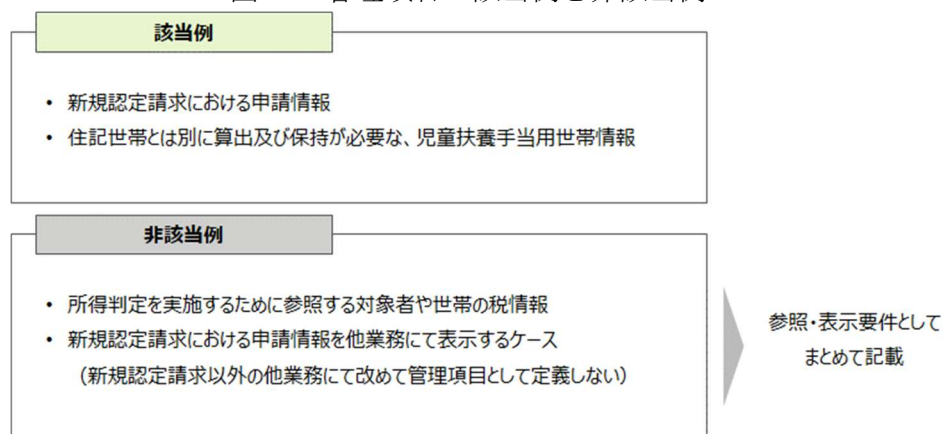 該当例
• 新規認定請求における申請情報
• 住記世帯とは別に算出及び保持が必要な、児童扶養手当用世帯情報
非該当例
• 所得判定を実施するために参照する対象者や世帯の税情報
• 新規認定請求における申請情報を他業務にて表示するケース
（新規認定請求以外の他業務にて改めて管理項目として定義しない）
参照・表示要件として
まとめて記載